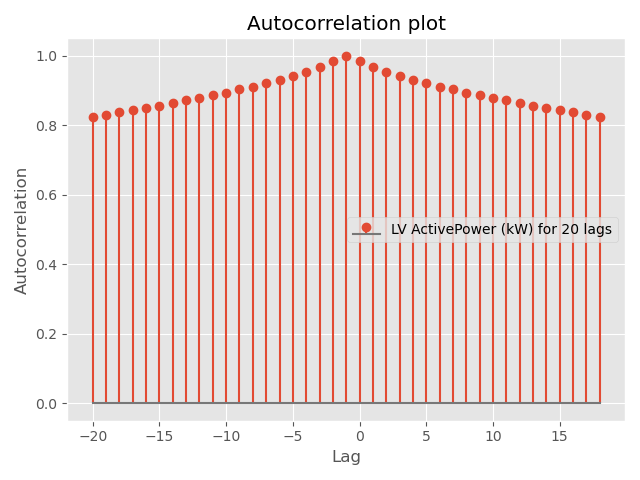 Autocorrelation plot
1.0
0.8
0.6
0.4
0.2
0.0
Autocorrelation
LV ActivePower (kW) for 20 lags
−20 −15 −10 −5 0 5 10 15
Lag